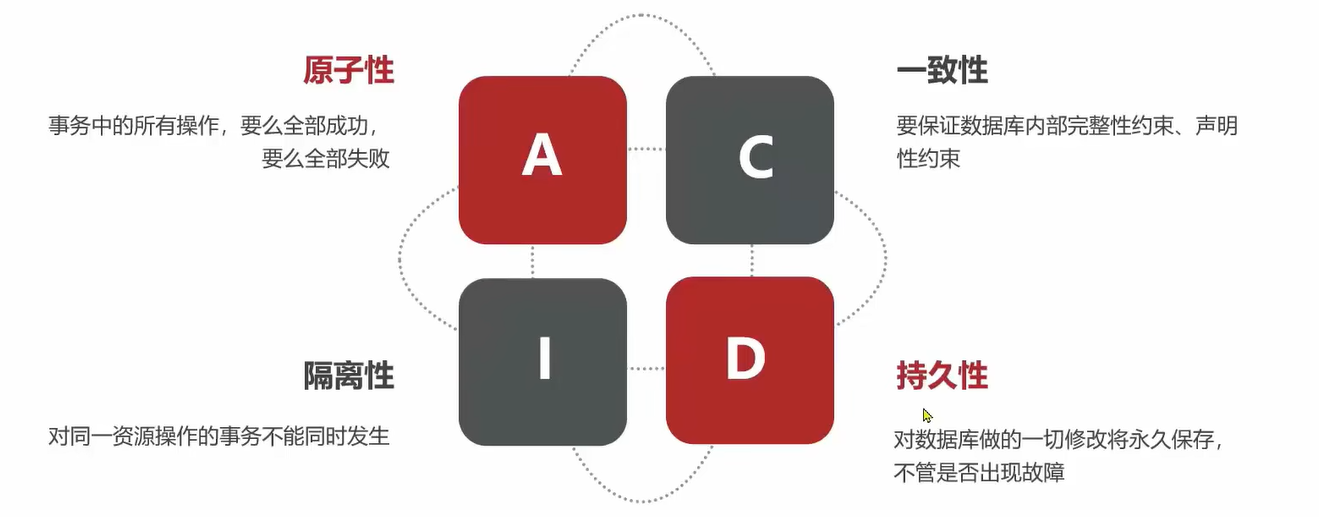 原子性
事务中的所有操作，要么全部成功，
要么全部失败
A
C
一致性
要保证数据库内部完整性约束、声明
性约束
隔离性
对同一资源操作的事务不能同时发生
I
D
持久性
对数据库做的一切修改将永久保存，
不管是否出现故障